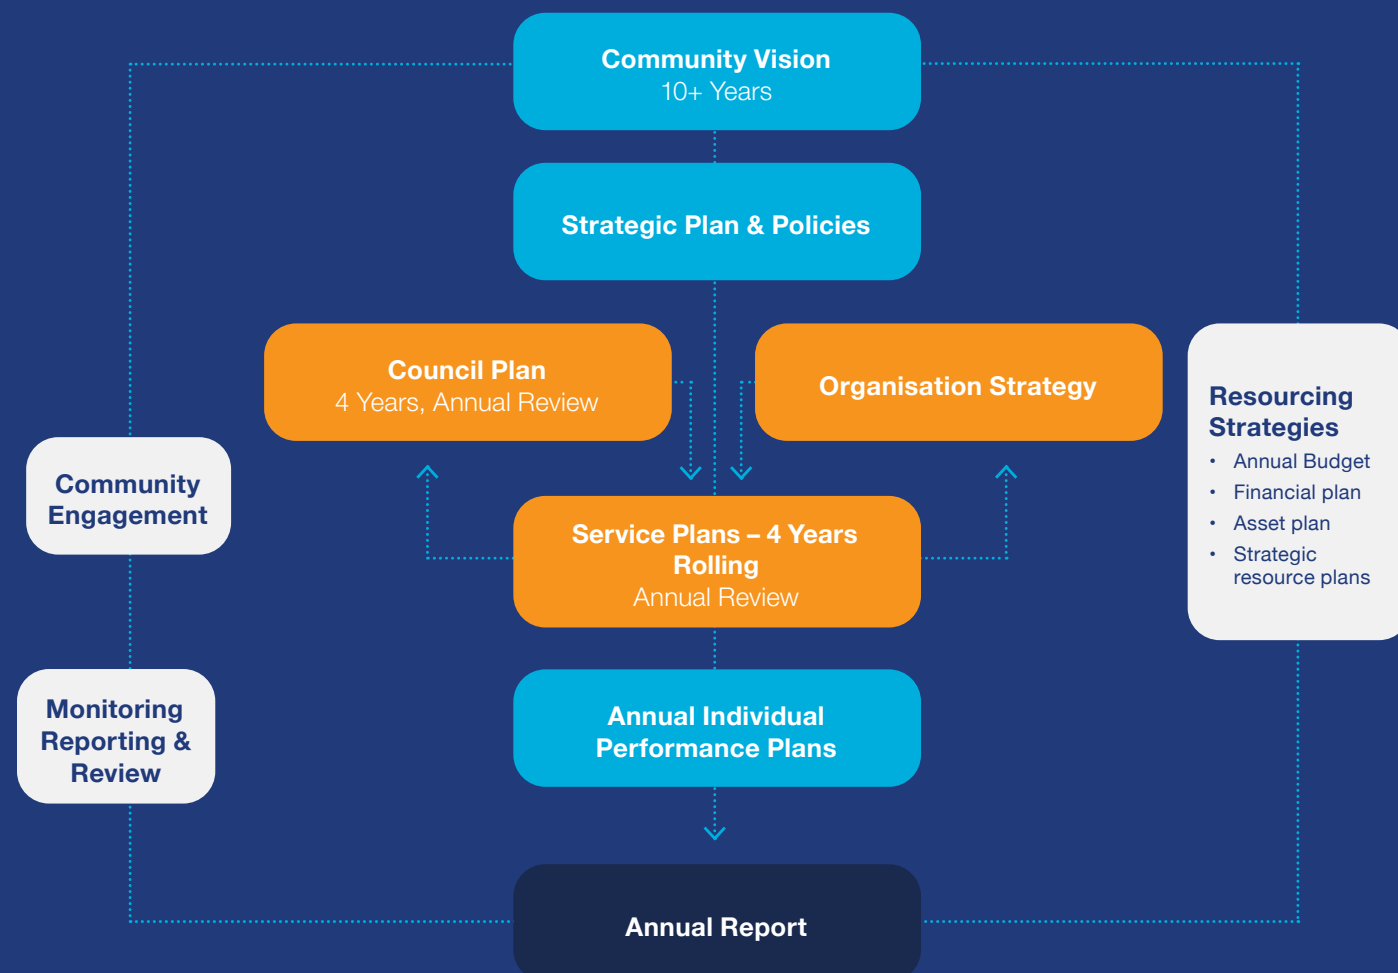 Community Vision
10+ Years
Strategic Plan & Policies
Council Plan
4 Years, Annual Review
Organisation Strategy
Resourcing
Strategies
• Annual Budget
• Financial plan
• Asset plan
• Strategic
resource plans
Community
Engagement
Service Plans – 4 Years
Rolling
Annual Review
Monitoring
Reporting &
Review
Annual Individual
Performance Plans
Annual Report